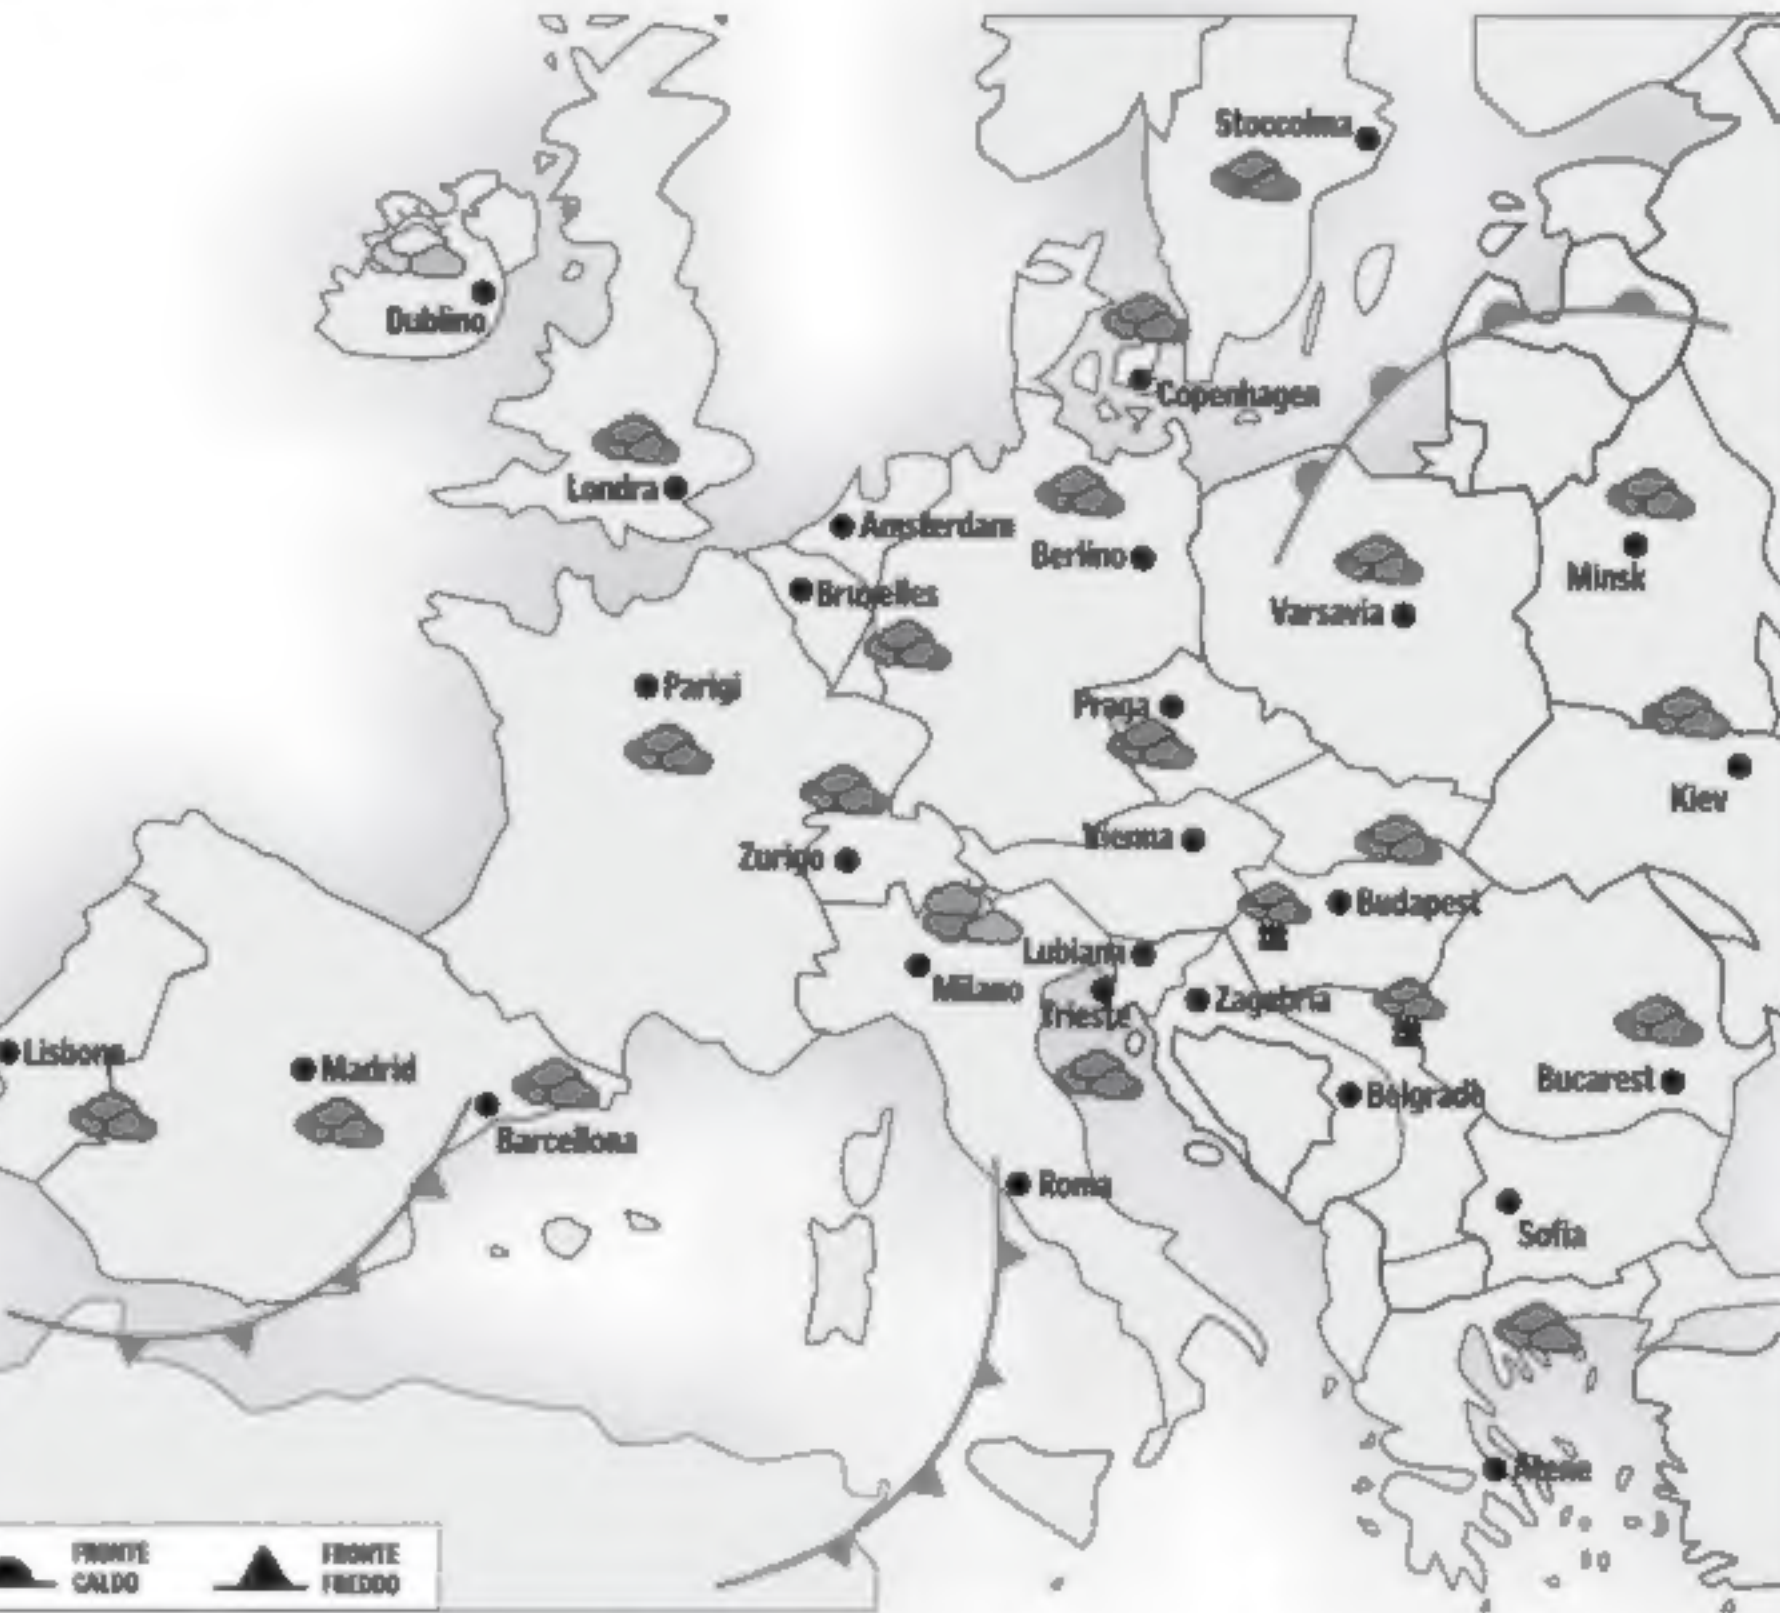 Stoccolma
Dublino
Copenhagen
Londra
Amsterdam
Berlino
Bruxelles
Minsk
Varsavia
Parigi
Praga
Kiev
Vienna
Zurigo
Budapest
Lubiana
Milano
Zagabria
Trieste
Lisbona
Madrid
Bucarest
Belgrado
Barcellona
Roma
Sofia
Atene
FRONTE FRONTE
CALDO FREDDO